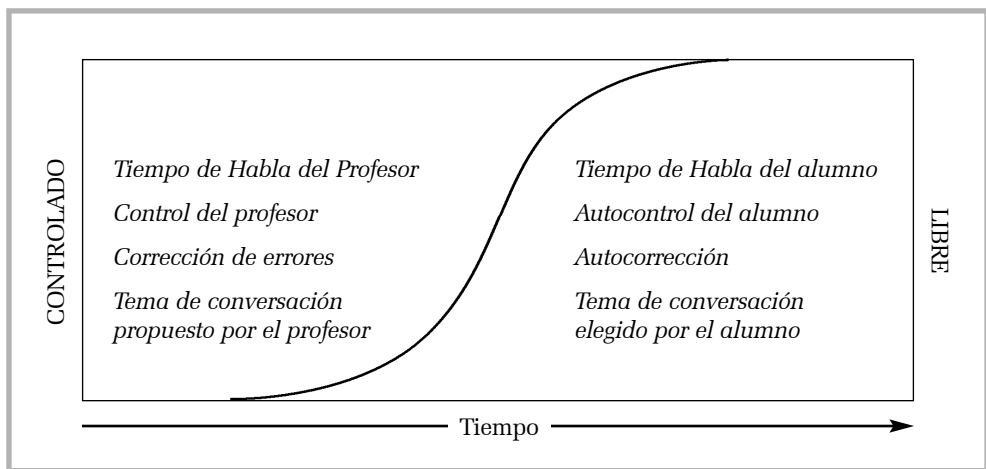 CONTROLADO
Tiempo de Habla del Profesor
Control del profesor
Corrección de errores
Tema de conversación
propuesto por el profesor
Tiempo de Habla del alumno
Autocontrol del alumno
Autocorrección
Tema de conversación
elegido por el alumno
LIBRE
Tiempo